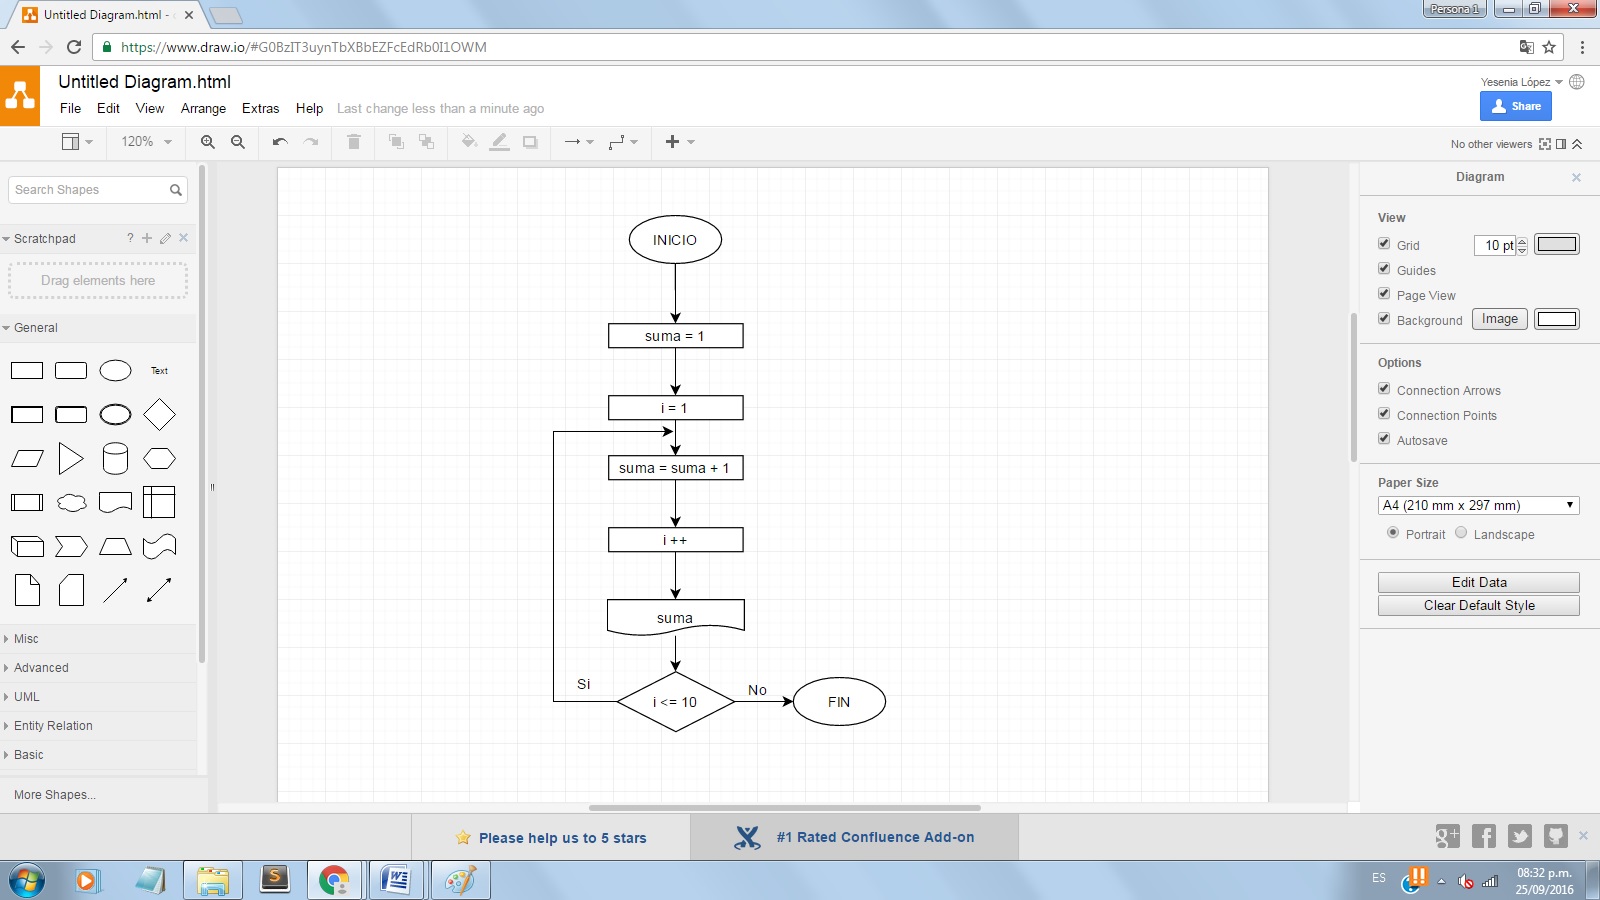 Untitled Diagram.html -
Persona 1
https://www.draw.io/#G0BzIT3uynTbXBbEZFcEdRb0I1OWM
Untitled Diagram.html
Yesenia López
File Edit View Arrange Extras Help Last change less than a minute ago
Share
120%
No other viewers
Search Shapes
Scratchpad ?
Drag elements here
General
Text
Misc
Advanced
UML
Entity Relation
Basic
More Shapes...
INICIO
suma = 1
i = 1
suma = suma + 1
i ++
suma
Si
i <= 10
No
FIN
Diagram
View
Grid 10 pt
Guides
Page View
Background Image
Options
Connection Arrows
Connection Points
Autosave
Paper Size
A4 (210 mm x 297 mm)
Portrait Landscape
Edit Data
Clear Default Style
Please help us to 5 stars
#1 Rated Confluence Add-on
g+
ES
08:32 p.m.
25/09/2016